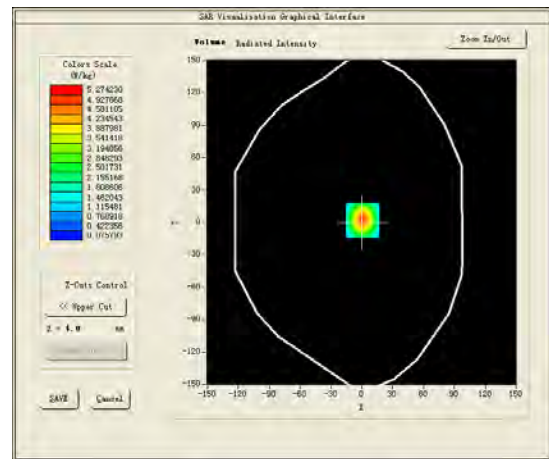 SAR Visualisation Graphical Interface
Volume Radiated Intensity
Zoom In/Out
Colors Scale
(W/kg)
5.274230
4.927668
4.581105
4.234543
3.887981
3.541418
3.194856
2.848293
2.501731
2.155168
1.808606
1.462043
1.115481
0.768918
0.422356
0.075793
Z-Cuts Control
<< Upper Cut
Z = 4.0 mm
SAVE
Cancel
150
90
60
30
0
-30
-60
-90
-120
-150
-150 -120 -90 -60 -30 0 30 60 90 120 150
X